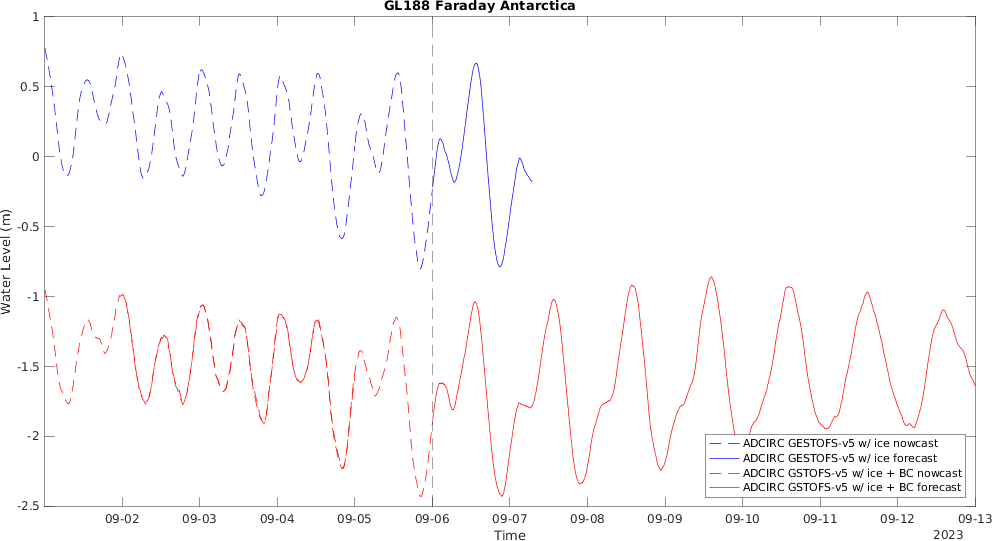 GL188 Faraday Antarctica
1
0.5
0
-0.5
-1
-1.5
-2
-2.5
Water Level (m)
ADCIRC GESTOFS-v5 w/ ice nowcast
ADCIRC GESTOFS-v5 w/ ice forecast
ADCIRC GSTOFS-v5 w/ ice + BC nowcast
ADCIRC GSTOFS-v5 w/ ice + BC forecast
09-02 09-03 09-04 09-05 09-06 09-07 09-08 09-09 09-10 09-11 09-12 09-13
Time
2023